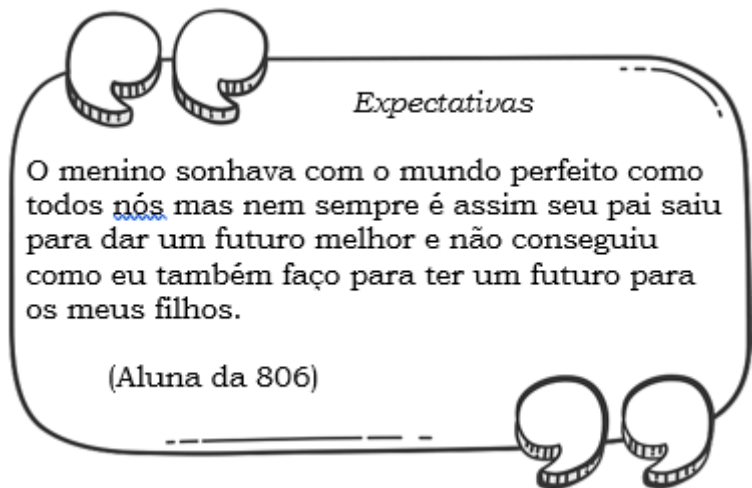 Expectativas
O menino sonhava com o mundo perfeito como
todos nós mas nem sempre é assim seu pai saiu
para dar um futuro melhor e não conseguiu
como eu também faço para ter um futuro para
os meus filhos.
(Aluna da 806)